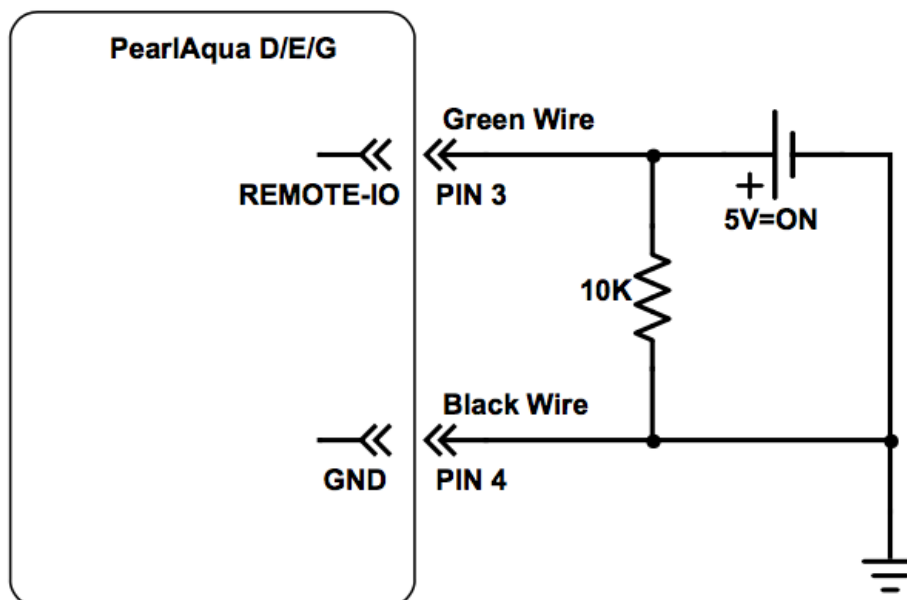 PearlAqua D/E/G
Green Wire
REMOTE-IO
PIN 3
+
5V=ON
10K
Black Wire
GND
PIN 4